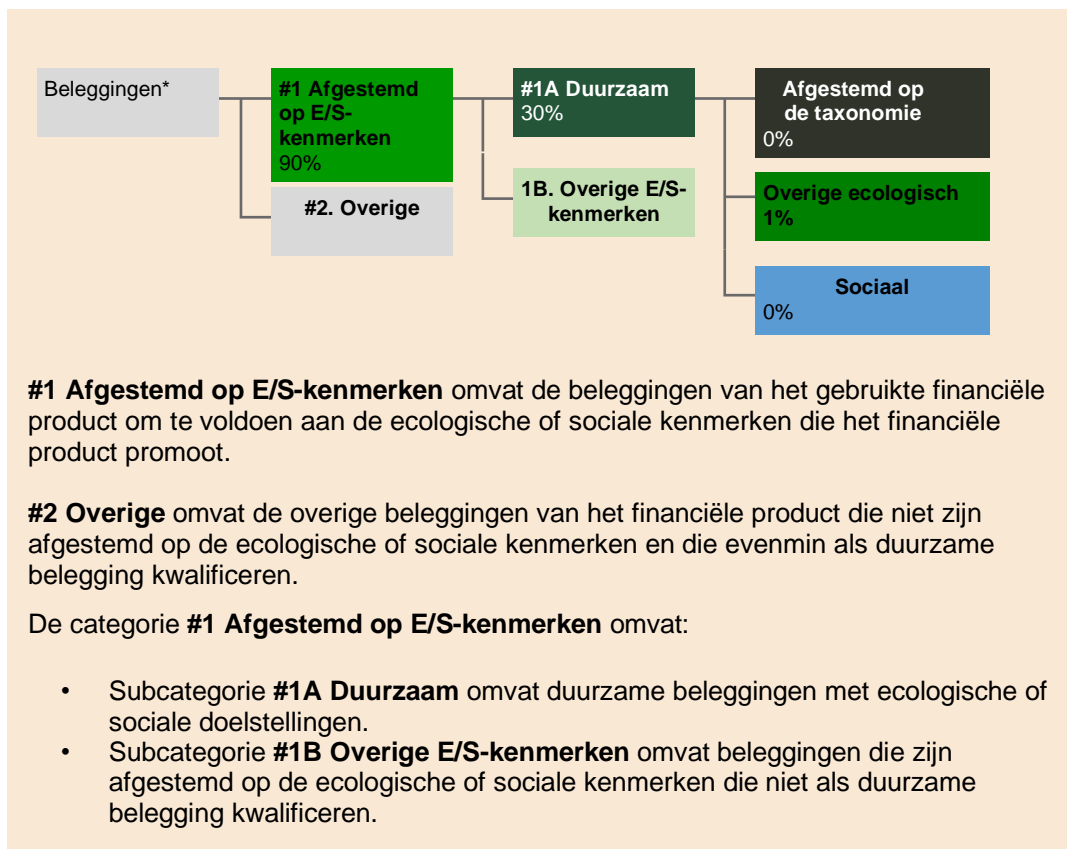 Beleggingen*
#1 Afgestemd
op E/S-
kenmerken
90%
#2. Overige
#1A Duurzaam
30%
1B. Overige E/S-
kenmerken
Afgestemd op
de taxonomie
0%
Overige ecologisch
1%
Sociaal
0%
#1 Afgestemd op E/S-kenmerken omvat de beleggingen van het gebruikte financiële
product om te voldoen aan de ecologische of sociale kenmerken die het financiële
product promoot.
#2 Overige omvat de overige beleggingen van het financiële product die niet zijn
afgestemd op de ecologische of sociale kenmerken en die evenmin als duurzame
belegging kwalificeren.
De categorie #1 Afgestemd op E/S-kenmerken omvat:
• Subcategorie #1A Duurzaam omvat duurzame beleggingen met ecologische of
sociale doelstellingen.
• Subcategorie #1B Overige E/S-kenmerken omvat beleggingen die zijn
afgestemd op de ecologische of sociale kenmerken die niet als duurzame
belegging kwalificeren.